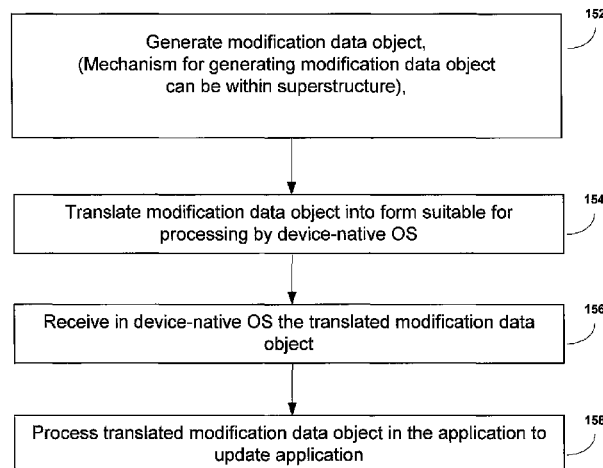 152
Generate modification data object,
(Mechanism for generating modification data object
can be within superstructure),
154
Translate modification data object into form suitable for
processing by device-native OS
156
Receive in device-native OS the translated modification data
object
158
Process translated modification data object in the application to
update application